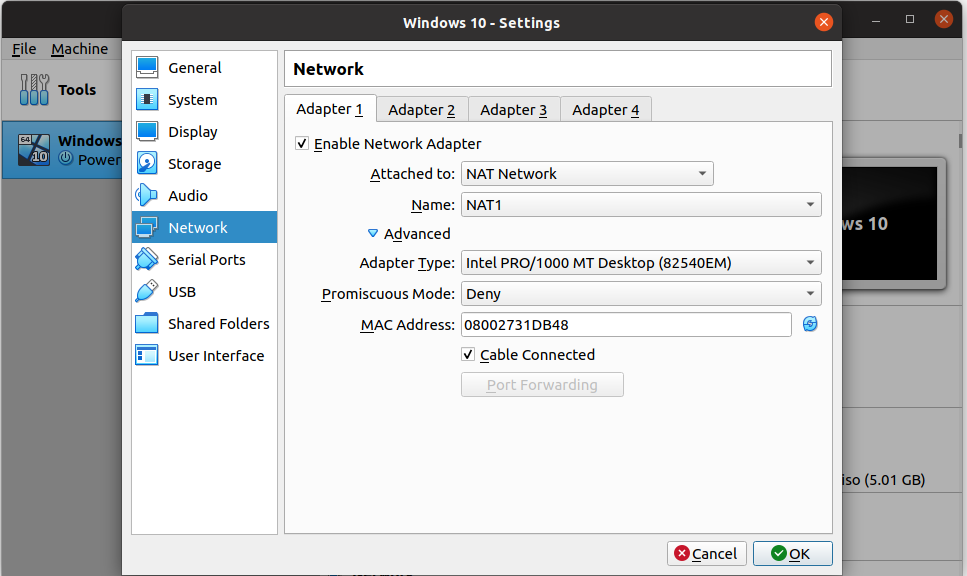 Windows 10 - Settings
File Machine
Tools
Windows
Power
64
10
General
System
Display
Storage
Audio
Network
Serial Ports
USB
Shared Folders
User Interface
Network
Adapter 1
Adapter 2
Adapter 3
Adapter 4
Enable Network Adapter
Attached to: NAT Network
Name: NAT1
Advanced
Adapter Type: Intel PRO/1000 MT Desktop (82540EM)
Promiscuous Mode: Deny
MAC Address: 08002731DB48
Cable Connected
Port Forwarding
ws 10
iso (5.01 GB)
Cancel
OK